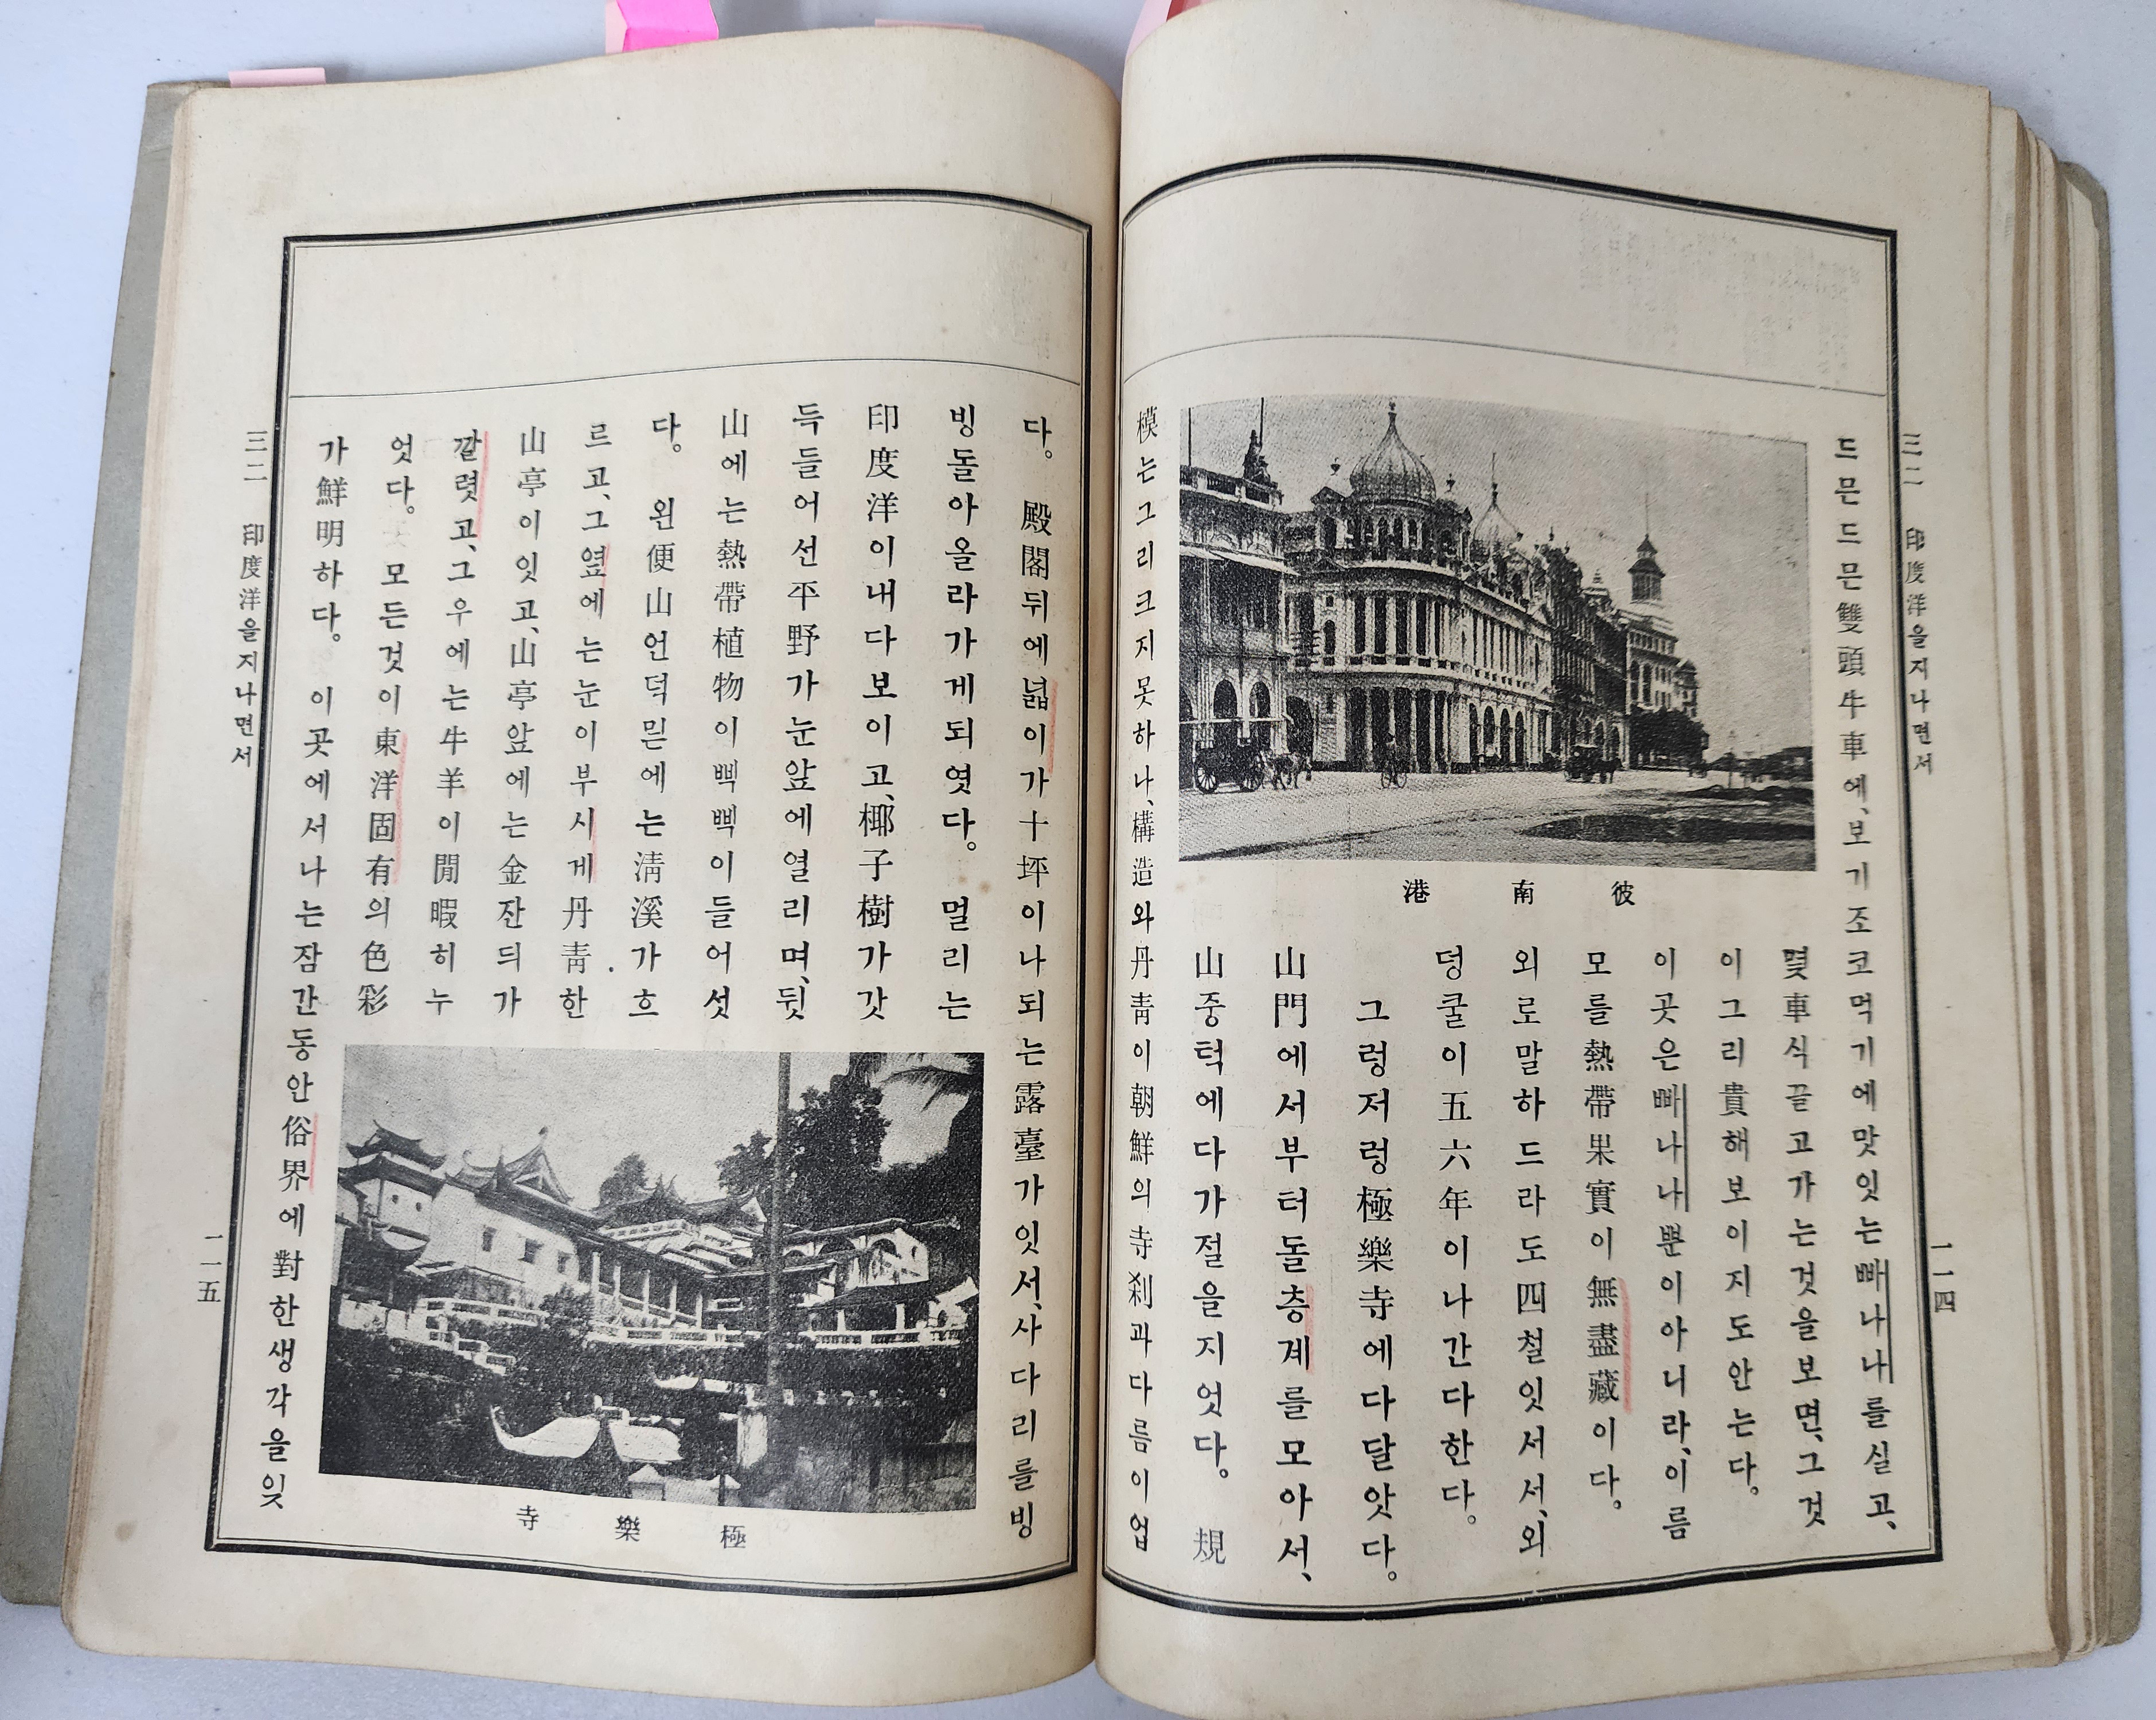 三二 印度洋을지나면서
一一四
드믄드믄雙頭牛車에、보기조코먹기에맛잇는빠나나를실고、
몇車식끌고가는것을보면、그것
이그리貴해보이지도안는다。
이곳은빠나나뿐이아니라、이름
모를熱帶果實이無盡藏이다。
외로말하드라도四철잇서서、외
덩쿨이五六年이나간다한다。
그렁저렁極樂寺에다달앗다。
山門에서부터돌층계를모아서、
山중턱에다가절을지엇다。 規
模는그리크지못하나、構造와丹靑이朝鮮의寺刹과다름이업
彼南港
다。 殿閣뒤에넓이가十坪이나되는露臺가잇서、사다리를빙
빙돌아올라가게되엿다。 멀리는
印度洋이내다보이고、椰子樹가갓
득들어선平野가눈앞에열리며、뒷
山에는熱帶植物이삑삑이들어섯
다。 왼便山언덕믿에는淸溪가흐
르고、그옆에는눈이부시게丹靑한
山亭이잇고、山亭앞에는金잔듸가
깔렷고、그우에는牛羊이閒暇히누
엇다。 모든것이東洋固有의色彩
가鮮明하다。 이곳에서나는잠간동안俗界에對한생각을잊
極樂寺
三二 印度洋을지나면서
一一五